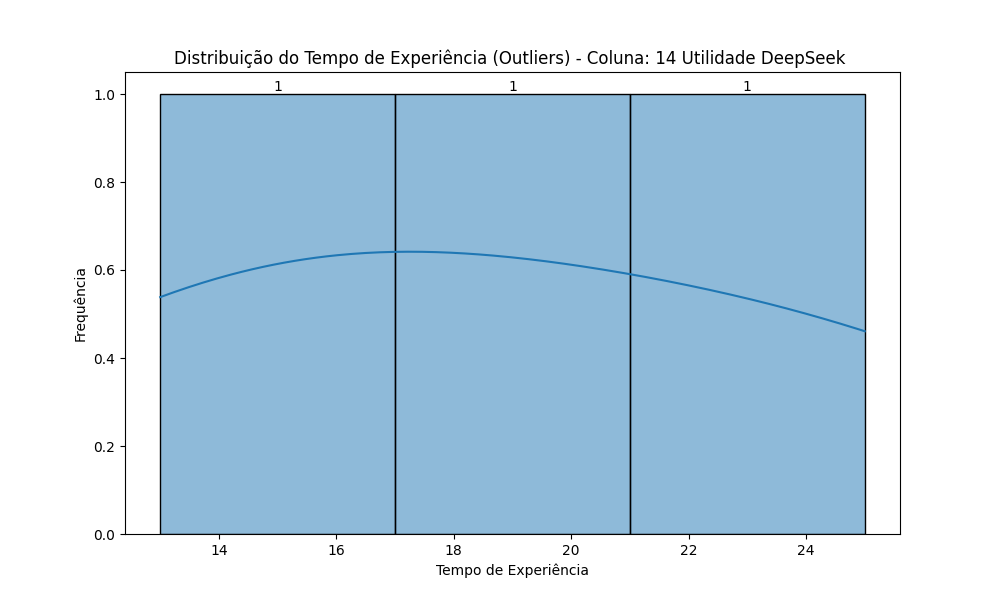 Distribuição do Tempo de Experiência (Outliers) - Coluna: 14 Utilidade DeepSeek
1 1 1
1.0
0.8
0.6
0.4
0.2
0.0
Frequência
14 16 18 20 22 24
Tempo de Experiência